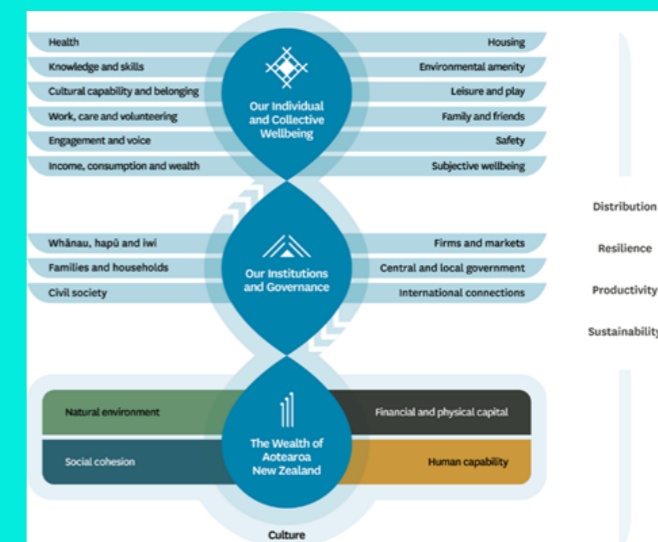 Health
Housing
Knowledge and skills
Environmental amenity
Cultural capability and belonging
Leisure and play
Our Individual
and Collective
Wellbeing
Work, care and volunteering
Family and friends
Engagement and voice
Safety
Income, consumption and wealth
Subjective wellbeing
Whānau, hapū and iwi
Firms and markets
Families and households
Central and local government
Our Institutions
and Governance
Civil society
International connections
Distribution
Resilience
Productivity
Sustainability
Natural environment
Financial and physical capital
The Wealth of
Aotearoa
New Zealand
Social cohesion
Human capability
Culture